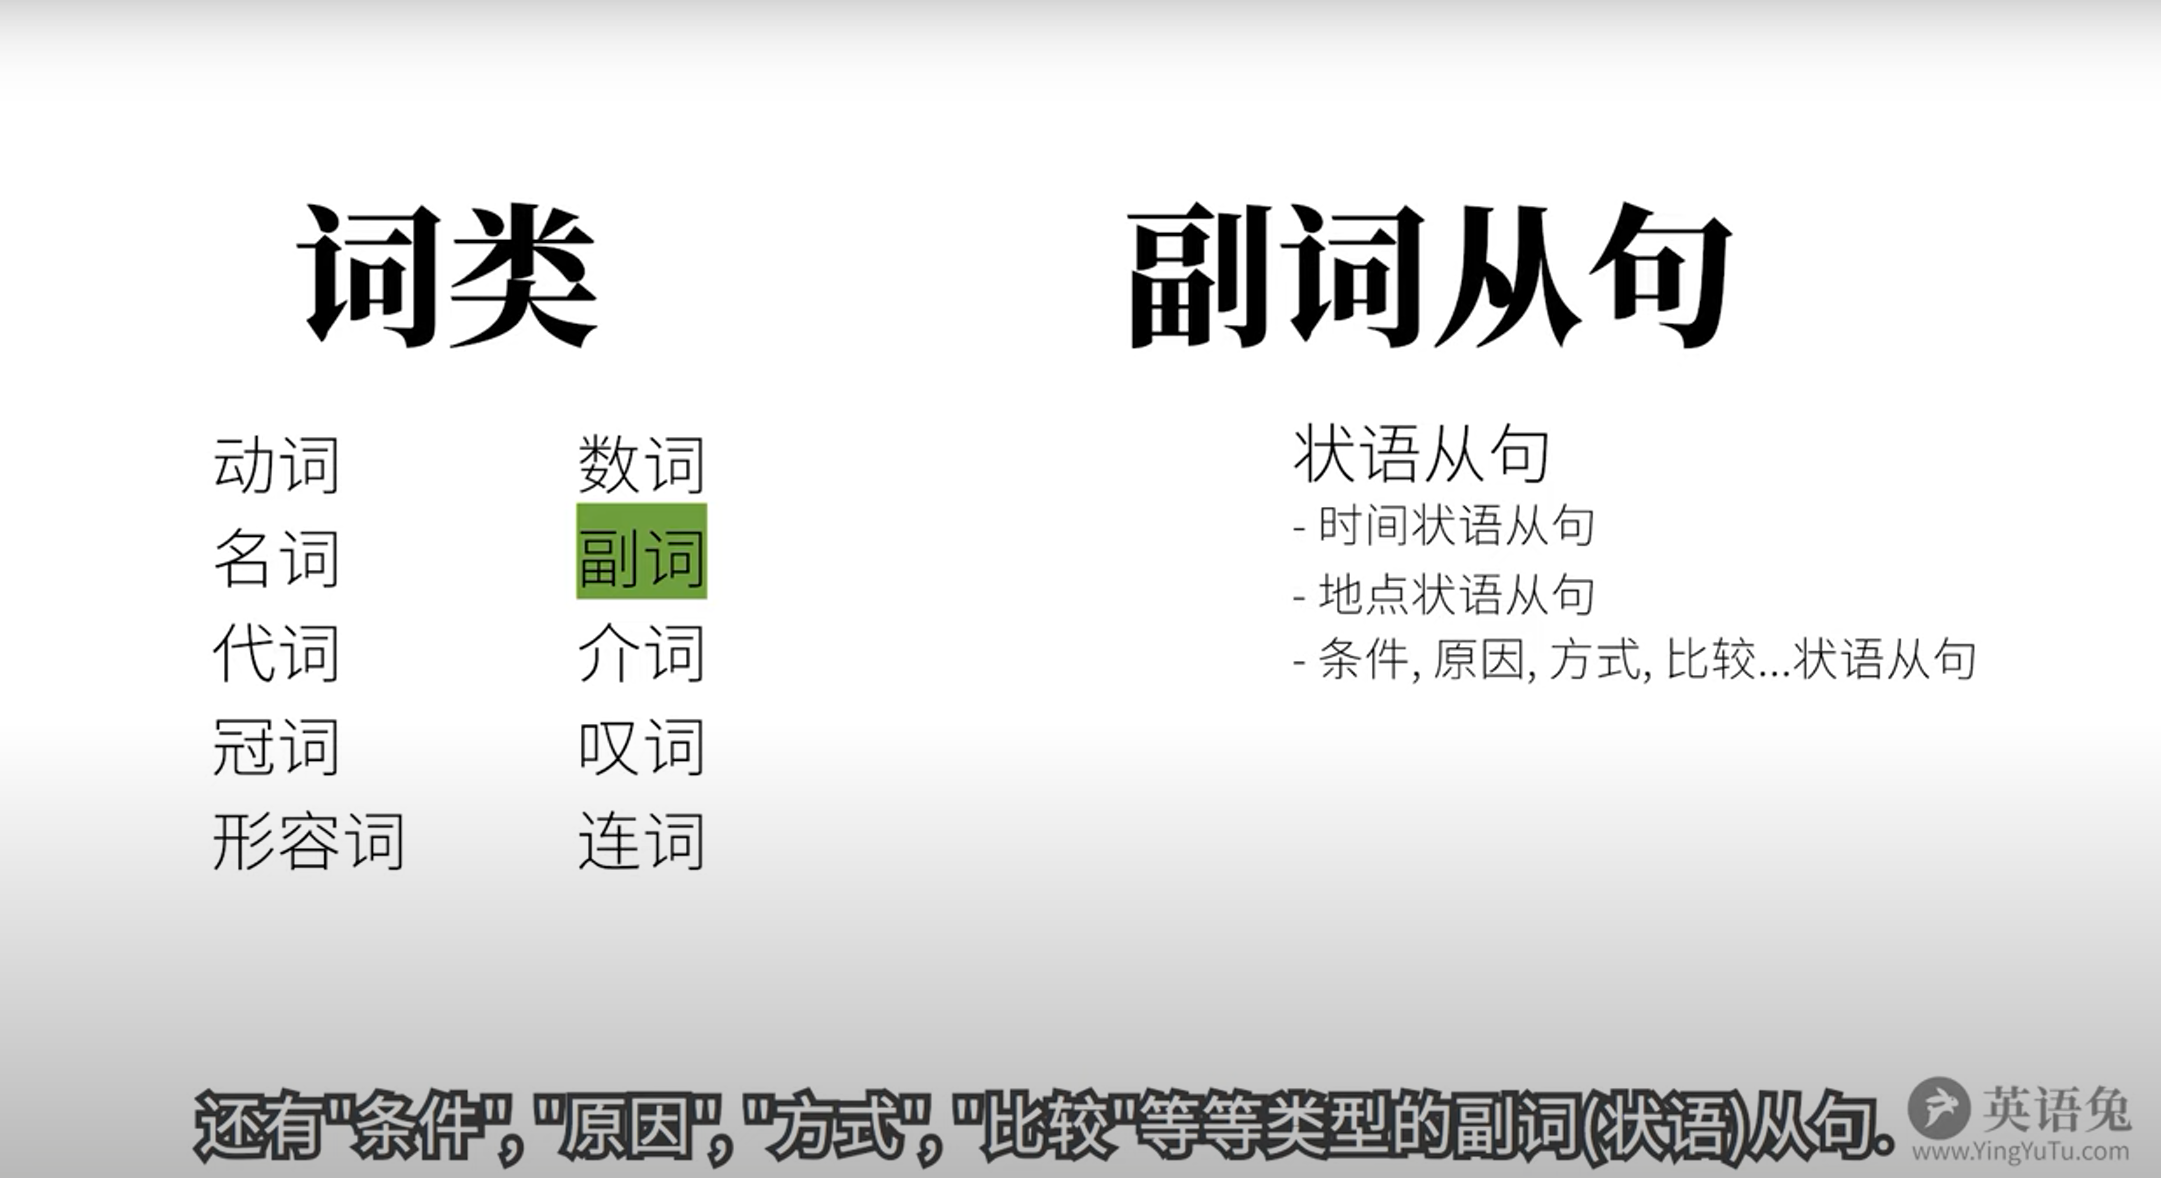 词类
动词
名词
代词
冠词
形容词
数词
副词
介词
叹词
连词
副词从句
状语从句
- 时间状语从句
- 地点状语从句
- 条件, 原因, 方式, 比较...状语从句
还有"条件", "原因", "方式", "比较"等等类型的副词(状语)从句。
英语兔
www.YingYuTu.com